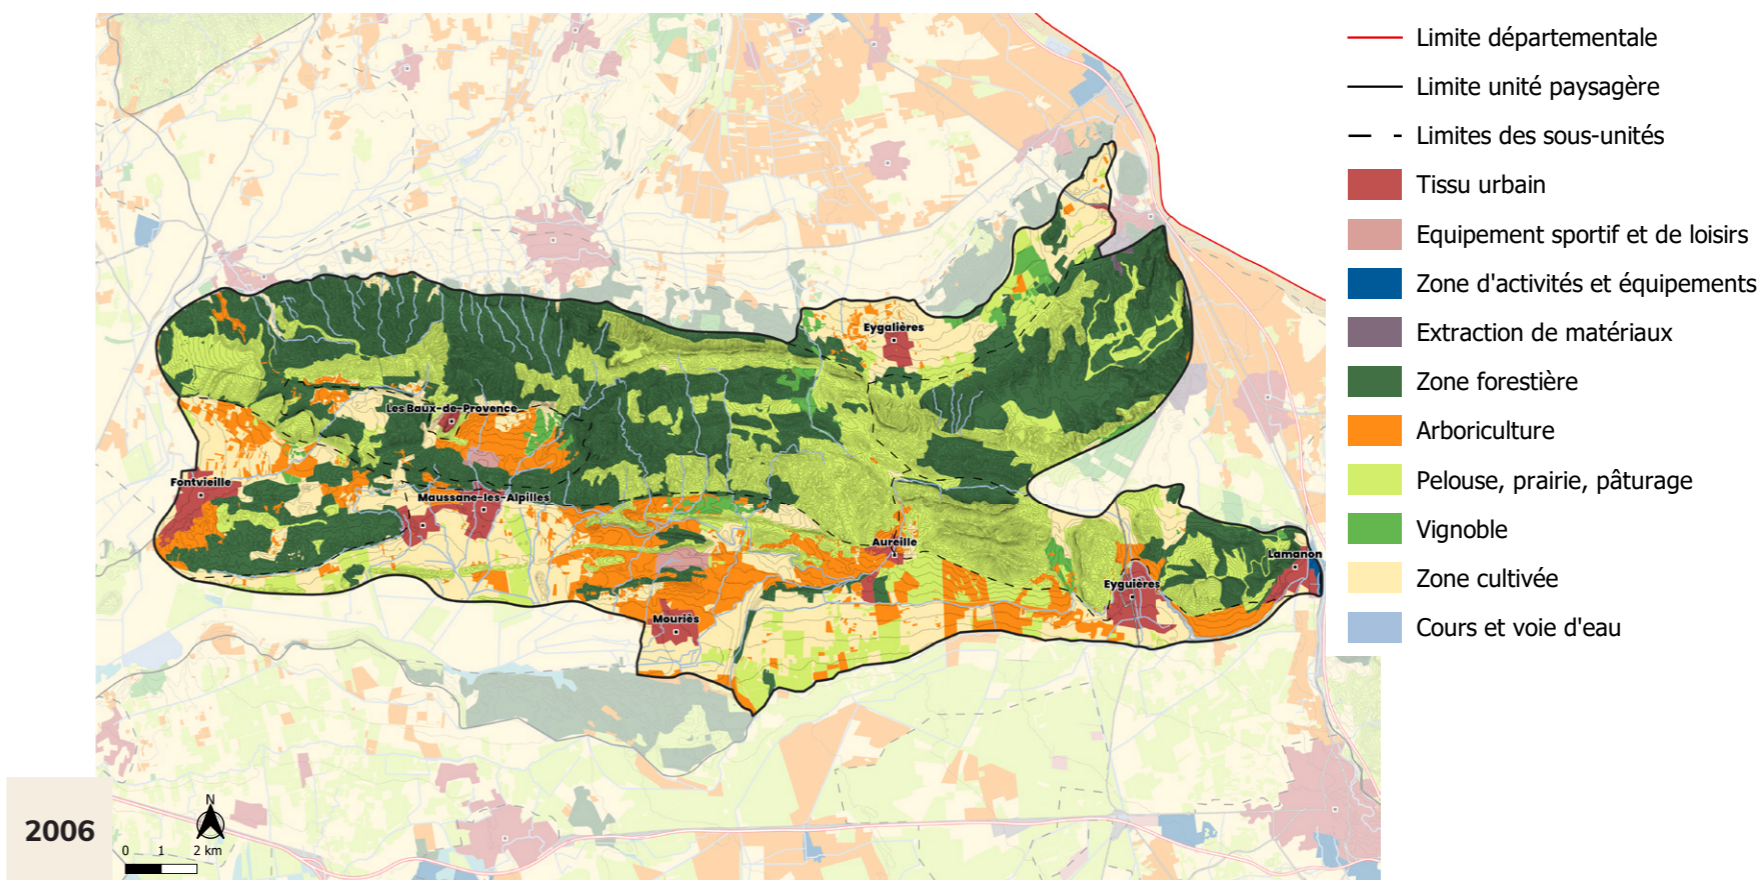 Limite départementale
Limite unité paysagère
Limites des sous-unités
Tissu urbain
Equipement sportif et de loisirs
Zone d'activités et équipements
Extraction de matériaux
Zone forestière
Arboriculture
Pelouse, prairie, pâturage
Vignoble
Zone cultivée
Cours et voie d'eau
Eygalières
Les Baux-de-Provence
Fontvieille
Maussane-les-Alpilles
Aureille
Lamanon
Eyguières
Mouriès
2006
N
0 1 2 km